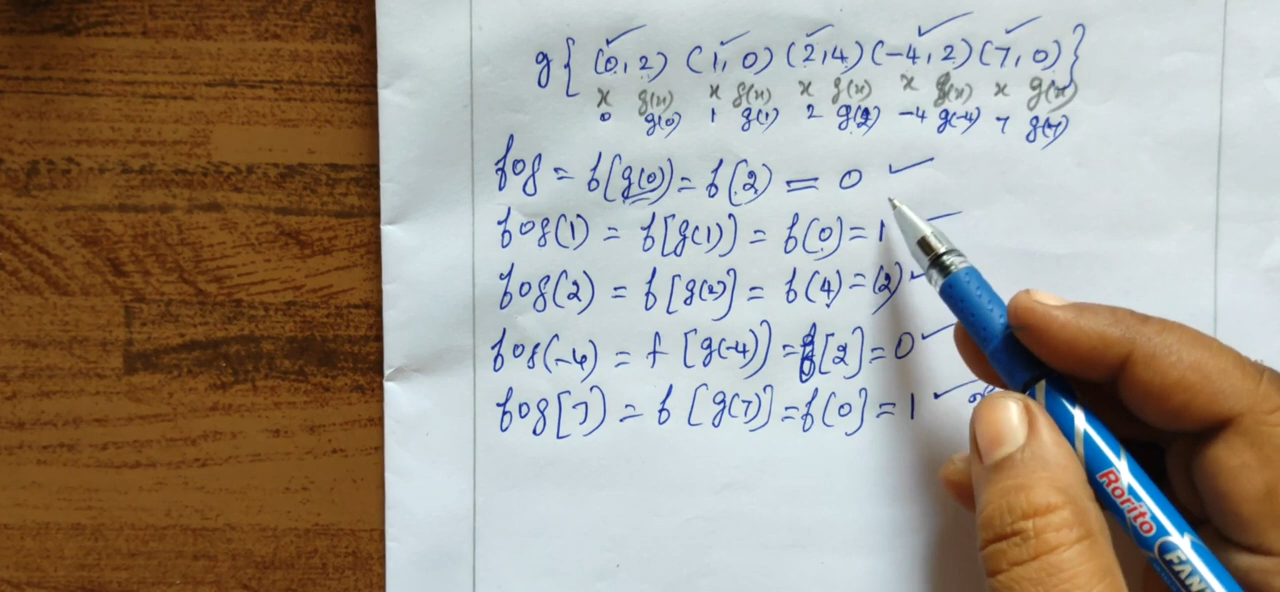 g { (0, 2) (1, 0) (2, 4) (-4, 2) (7, 0) }
x g(x) x g(x) x g(x) x g(x) x g(x)
0 g(0) 1 g(1) 2 g(2) -4 g(-4) 7 g(7)
fog = f[g(0)) = f(2) = 0 ✓
fog(1) = f[g(1)] = f(0) = 1
fog(2) = f[g(2)] = f(4) = (2) ✓
fog(-4) = f [g(-4)] = f[2] = 0 ✓
fog[7) = f [g(7)] = f(0] = 1 ✓
Rorito